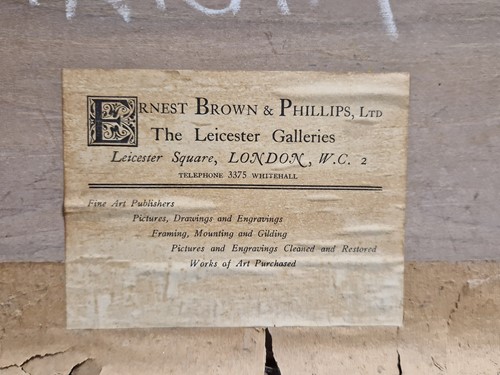 ERNEST BROWN & PHILLIPS, LTD
The Leicester Galleries
Leicester Square, LONDON, W.C. 2
TELEPHONE 3375 WHITEHALL
Fine Art Publishers
Pictures, Drawings and Engravings
Framing, Mounting and Gilding
Pictures and Engravings Cleaned and Restored
Works of Art Purchased